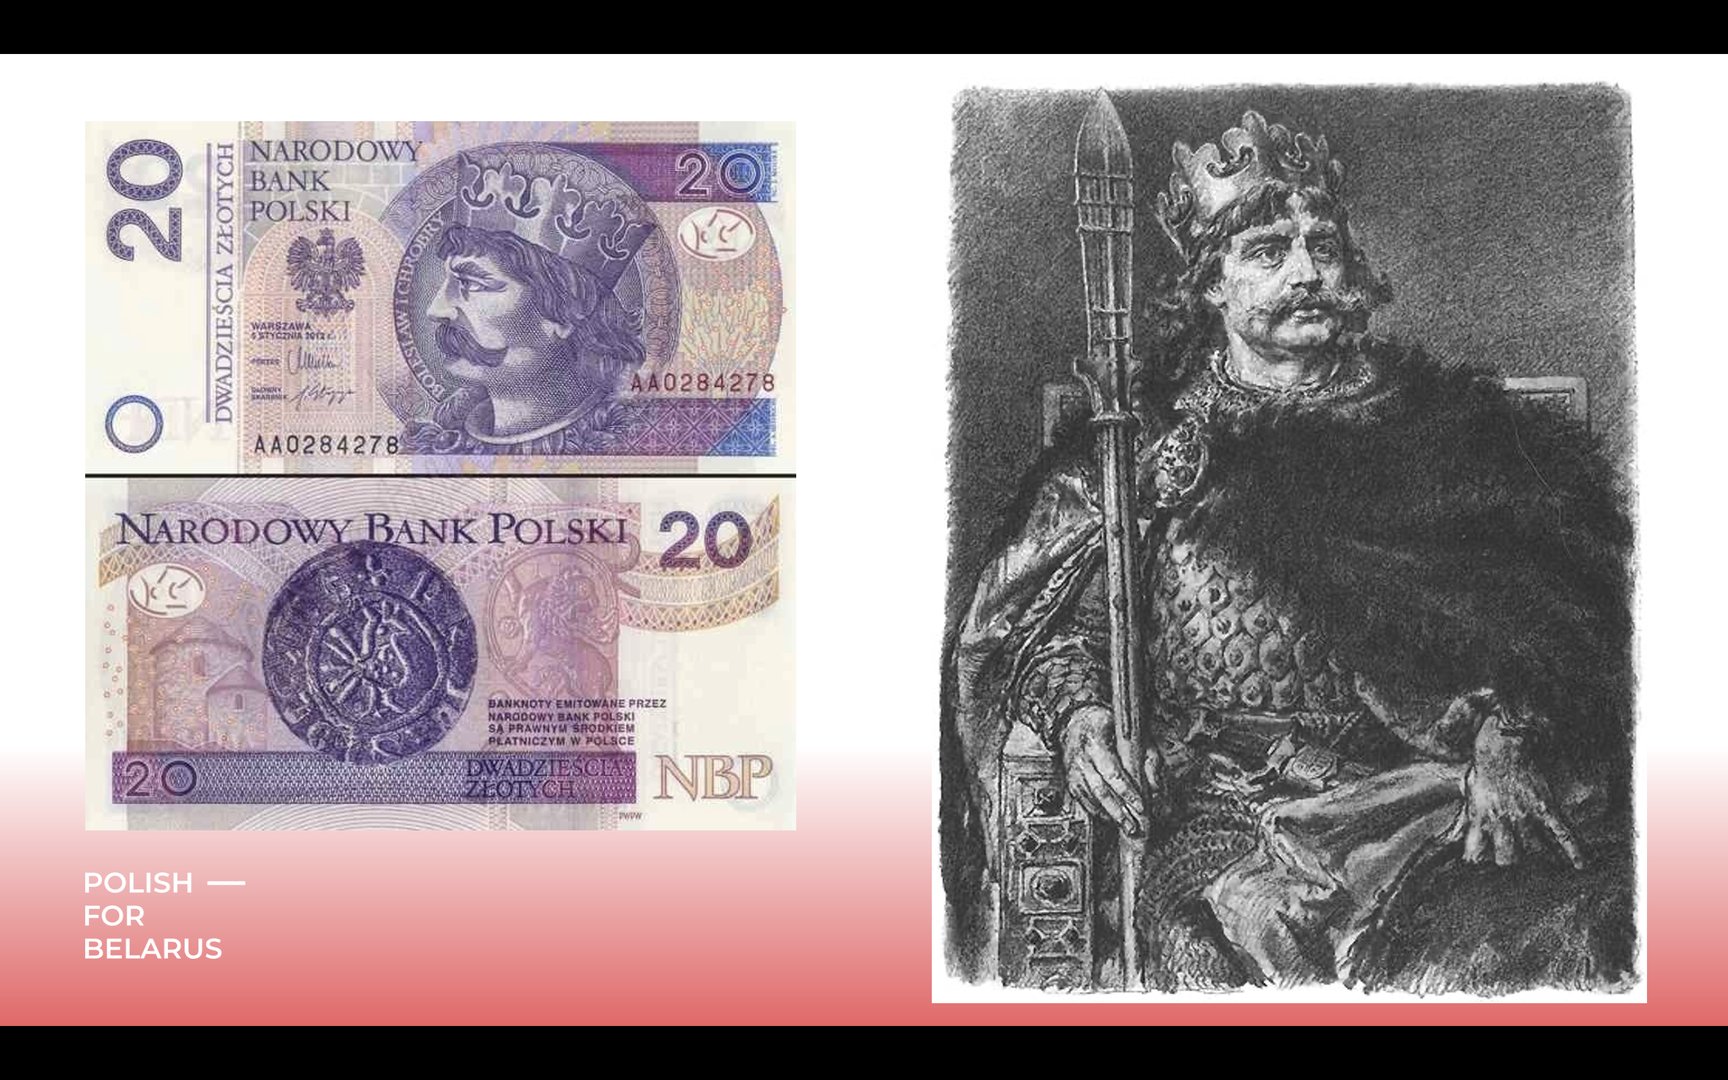 20
DWADZIEŚCIA ZŁOTYCH
NARODOWY
BANK
POLSKI
20
BOLESŁAW I CHROBRY
WARSZAWA
5 STYCZNIA 2012 r.
PREZES
GŁÓWNY
SKARBNIK
AA0284278
AA0284278
NARODOWY BANK POLSKI
20
BANKNOTY EMITOWANE PRZEZ
NARODOWY BANK POLSKI
SĄ PRAWNYM ŚRODKIEM
PŁATNICZYM W POLSCE
20
DWADZIEŚCIA
ZŁOTYCH
NBP
PWPW
POLISH —
FOR
BELARUS